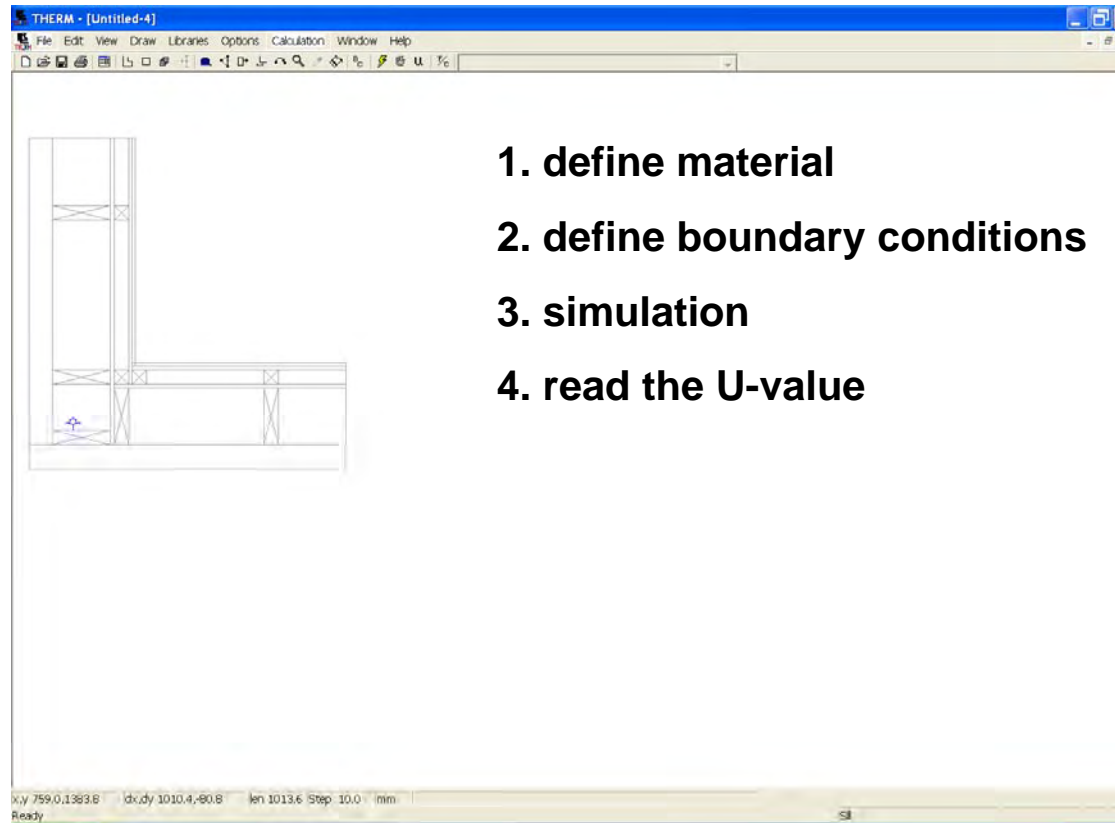 THERM - [Untitled-4]
File Edit View Draw Libraries Options Calculation Window Help
U
1. define material
2. define boundary conditions
3. simulation
4. read the U-value
x,y 759.0,1383.8 dx,dy 1010.4,-80.8 len 1013.6 Step 10.0 mm
Ready SI